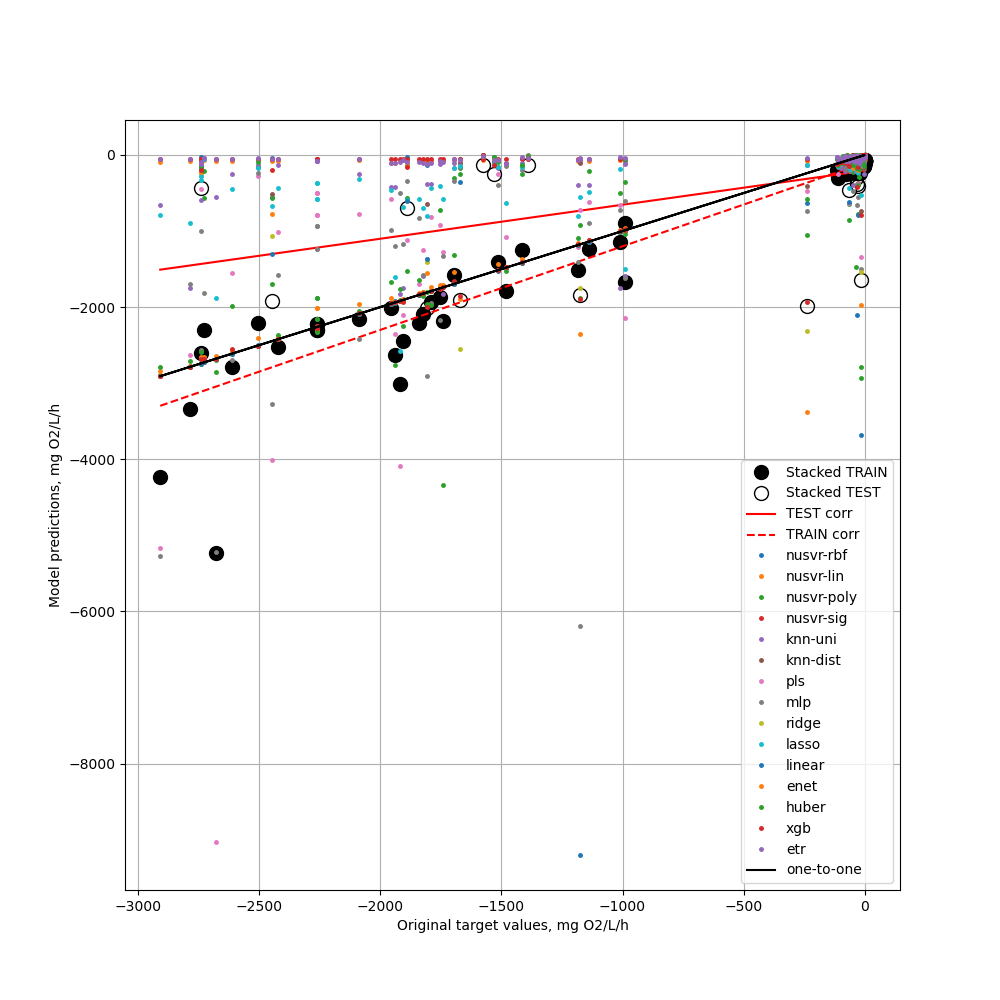 0
−2000
−4000
−6000
−8000
Model predictions, mg O2/L/h
Stacked TRAIN
Stacked TEST
TEST corr
TRAIN corr
nusvr-rbf
nusvr-lin
nusvr-poly
nusvr-sig
knn-uni
knn-dist
pls
mlp
ridge
lasso
linear
enet
huber
xgb
etr
one-to-one
−3000 −2500 −2000 −1500 −1000 −500 0
Original target values, mg O2/L/h